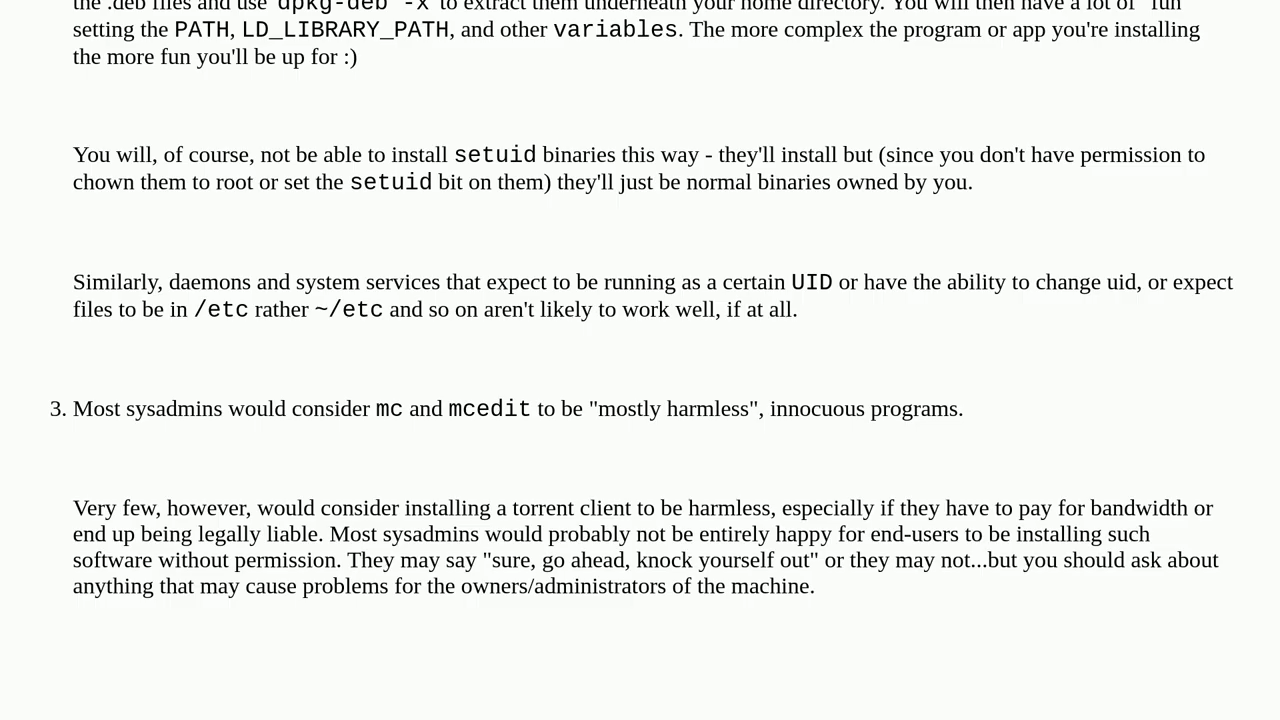 the .deb files and use dpkg-deb -x to extract them underneath your home directory. You will then have a lot of "fun"
setting the PATH, LD_LIBRARY_PATH, and other variables. The more complex the program or app you're installing
the more fun you'll be up for :)
You will, of course, not be able to install setuid binaries this way - they'll install but (since you don't have permission to
chown them to root or set the setuid bit on them) they'll just be normal binaries owned by you.
Similarly, daemons and system services that expect to be running as a certain UID or have the ability to change uid, or expect
files to be in /etc rather ~/etc and so on aren't likely to work well, if at all.
3. Most sysadmins would consider mc and mcedit to be "mostly harmless", innocuous programs.
Very few, however, would consider installing a torrent client to be harmless, especially if they have to pay for bandwidth or
end up being legally liable. Most sysadmins would probably not be entirely happy for end-users to be installing such
software without permission. They may say "sure, go ahead, knock yourself out" or they may not...but you should ask about
anything that may cause problems for the owners/administrators of the machine.